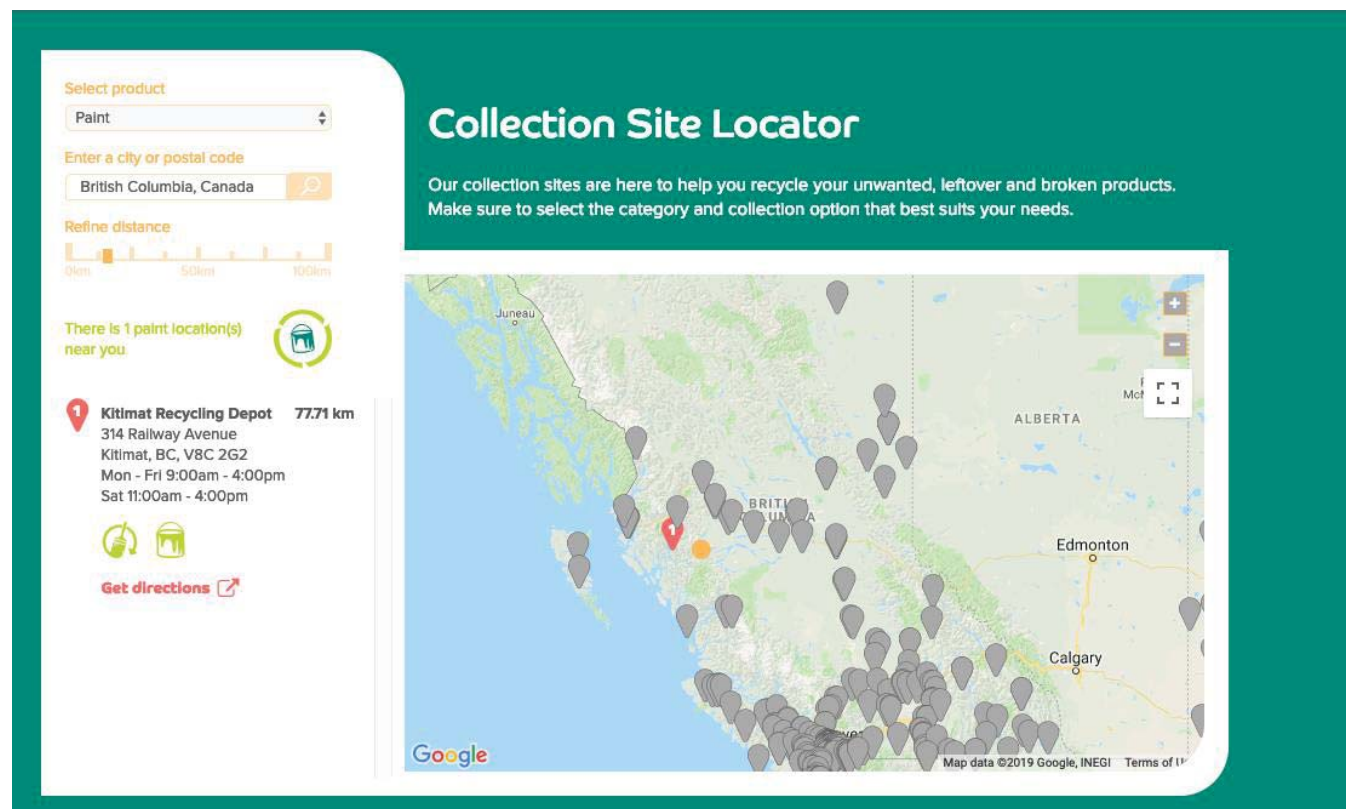 Select product
Paint
Enter a city or postal code
British Columbia, Canada
Refine distance
0km 50km 100km
There is 1 paint location(s)
near you
1 Kitimat Recycling Depot 77.71 km
314 Railway Avenue
Kitimat, BC, V8C 2G2
Mon - Fri 9:00am - 4:00pm
Sat 11:00am - 4:00pm
Get directions
Collection Site Locator
Our collection sites are here to help you recycle your unwanted, leftover and broken products.
Make sure to select the category and collection option that best suits your needs.
Juneau
+
−
ALBERTA
1
Edmonton
Calgary
Google
Map data ©2019 Google, INEGI Terms of